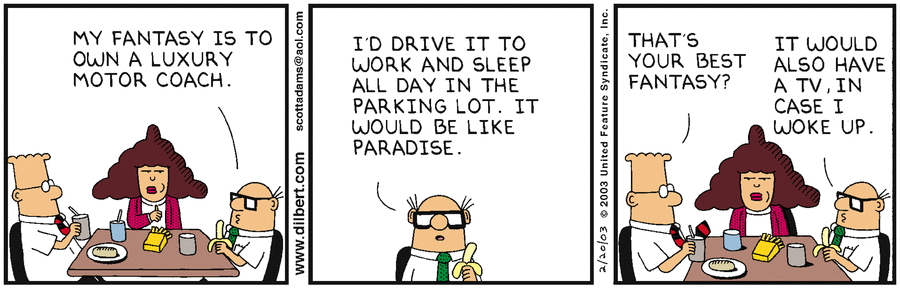 MY FANTASY IS TO
OWN A LUXURY
MOTOR COACH.
www.dilbert.com scottadams@aol.com
I'D DRIVE IT TO
WORK AND SLEEP
ALL DAY IN THE
PARKING LOT. IT
WOULD BE LIKE
PARADISE.
2/20/03 © 2003 United Feature Syndicate, Inc.
THAT'S
YOUR BEST
FANTASY?
IT WOULD
ALSO HAVE
A TV, IN
CASE I
WOKE UP.